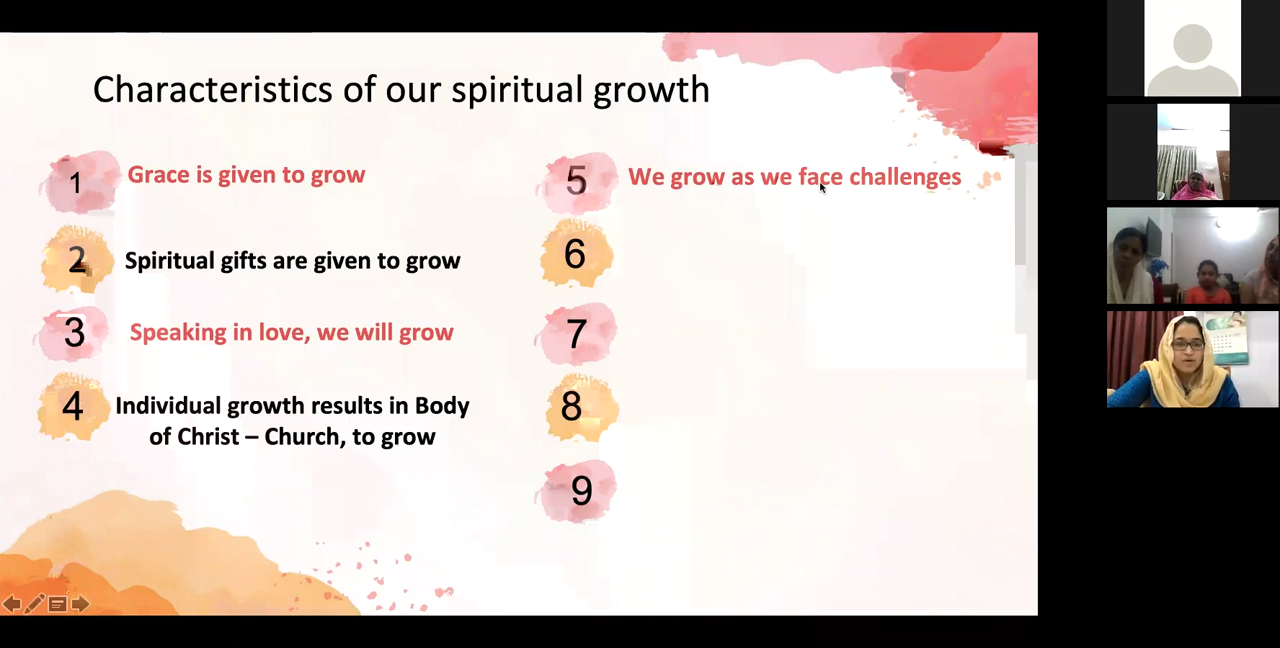 Characteristics of our spiritual growth
1 Grace is given to grow
2 Spiritual gifts are given to grow
3 Speaking in love, we will grow
4 Individual growth results in Body
of Christ – Church, to grow
5 We grow as we face challenges
6
7
8
9